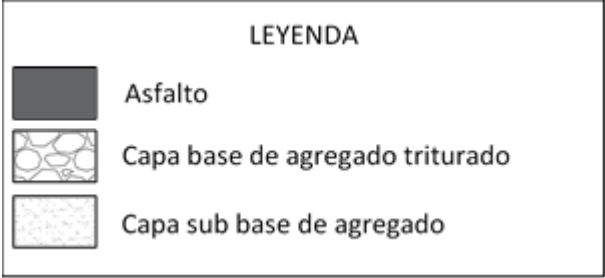 LEYENDA
Asfalto
Capa base de agregado triturado
Capa sub base de agregado